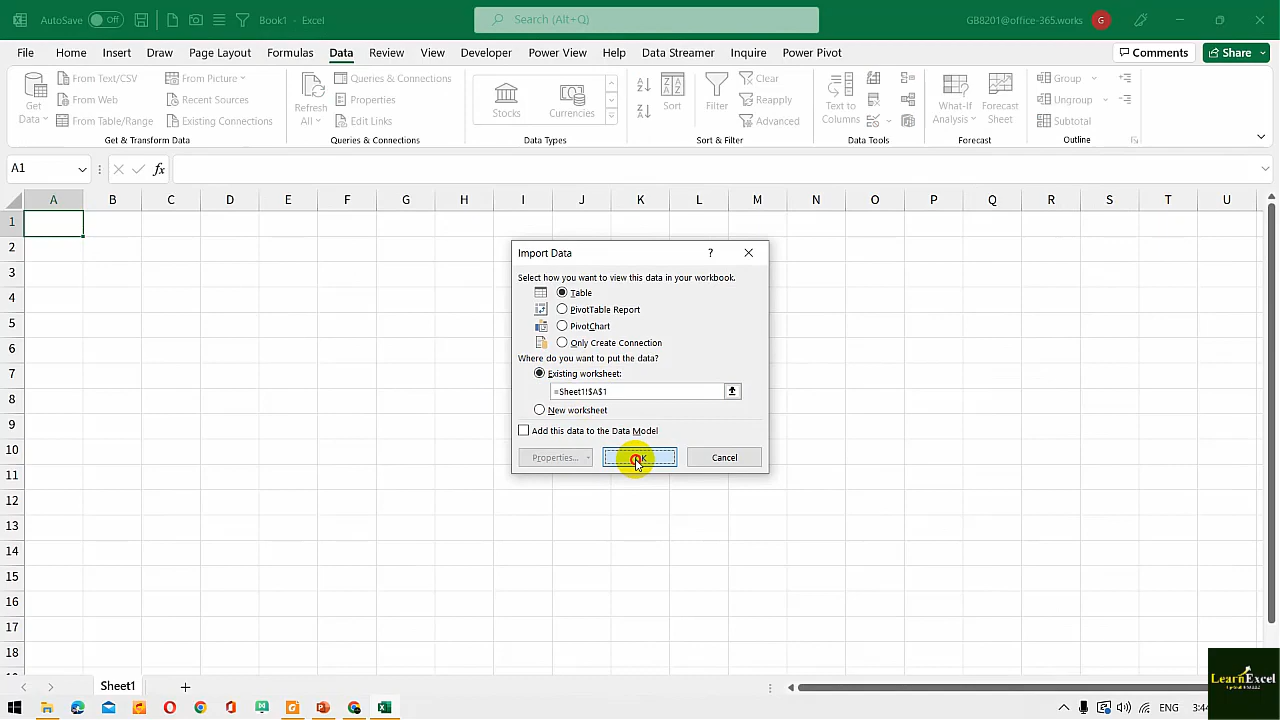 AutoSave Off Book1 - Excel Search (Alt+Q) GB8201@office-365.works G
File Home Insert Draw Page Layout Formulas Data Review View Developer Power View Help Data Streamer Inquire Power Pivot Comments Share
Get Data
From Text/CSV
From Web
From Table/Range
From Picture
Recent Sources
Existing Connections
Get & Transform Data
Refresh All
Queries & Connections
Properties
Edit Links
Queries & Connections
Stocks
Currencies
Data Types
Sort
Filter
Clear
Reapply
Advanced
Sort & Filter
Text to Columns
Data Tools
What-If Analysis
Forecast Sheet
Forecast
Group
Ungroup
Subtotal
Outline
A1 fx
A B C D E F G H I J K L M N O P Q R S T U
1
2
3
4
5
6
7
8
9
10
11
12
13
14
15
16
17
18
Import Data ?
Select how you want to view this data in your workbook.
Table
PivotTable Report
PivotChart
Only Create Connection
Where do you want to put the data?
Existing worksheet:
=Sheet1!$A$1
New worksheet
Add this data to the Data Model
Properties...
Cancel
Sheet1
LearnExcel
ENG